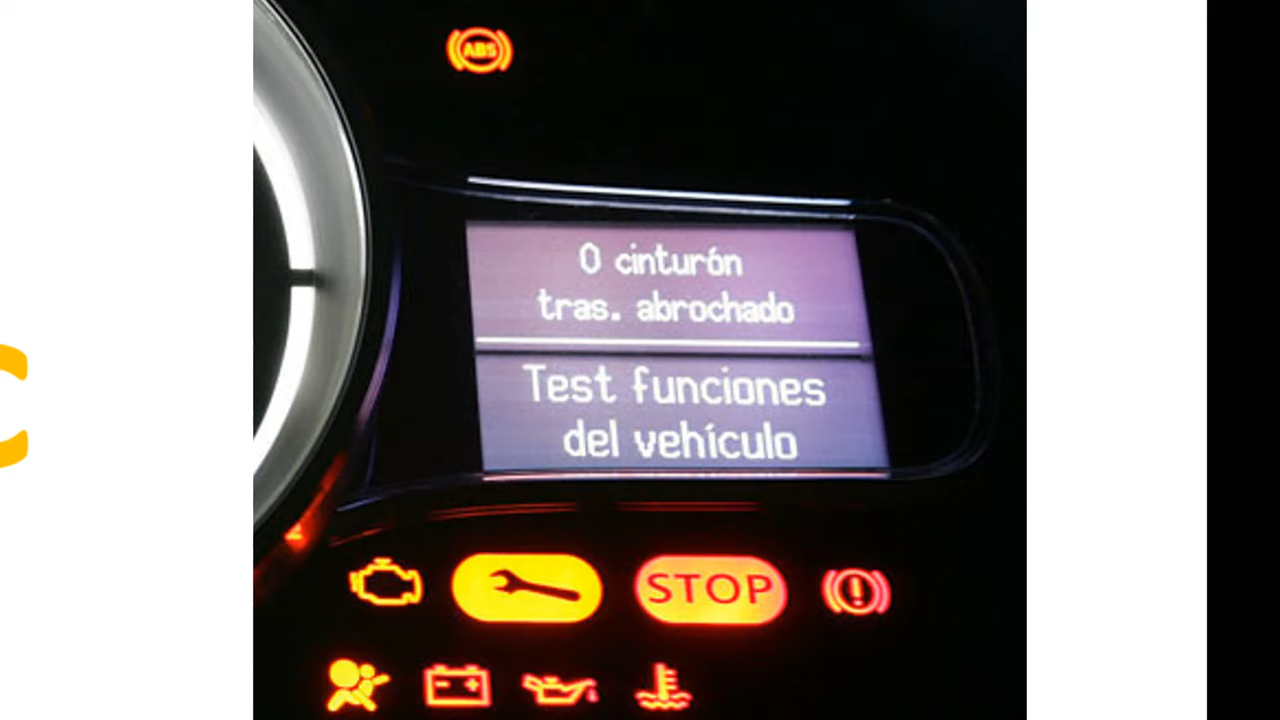 ABS
0 cinturón
tras. abrochado
Test funciones
del vehículo
STOP